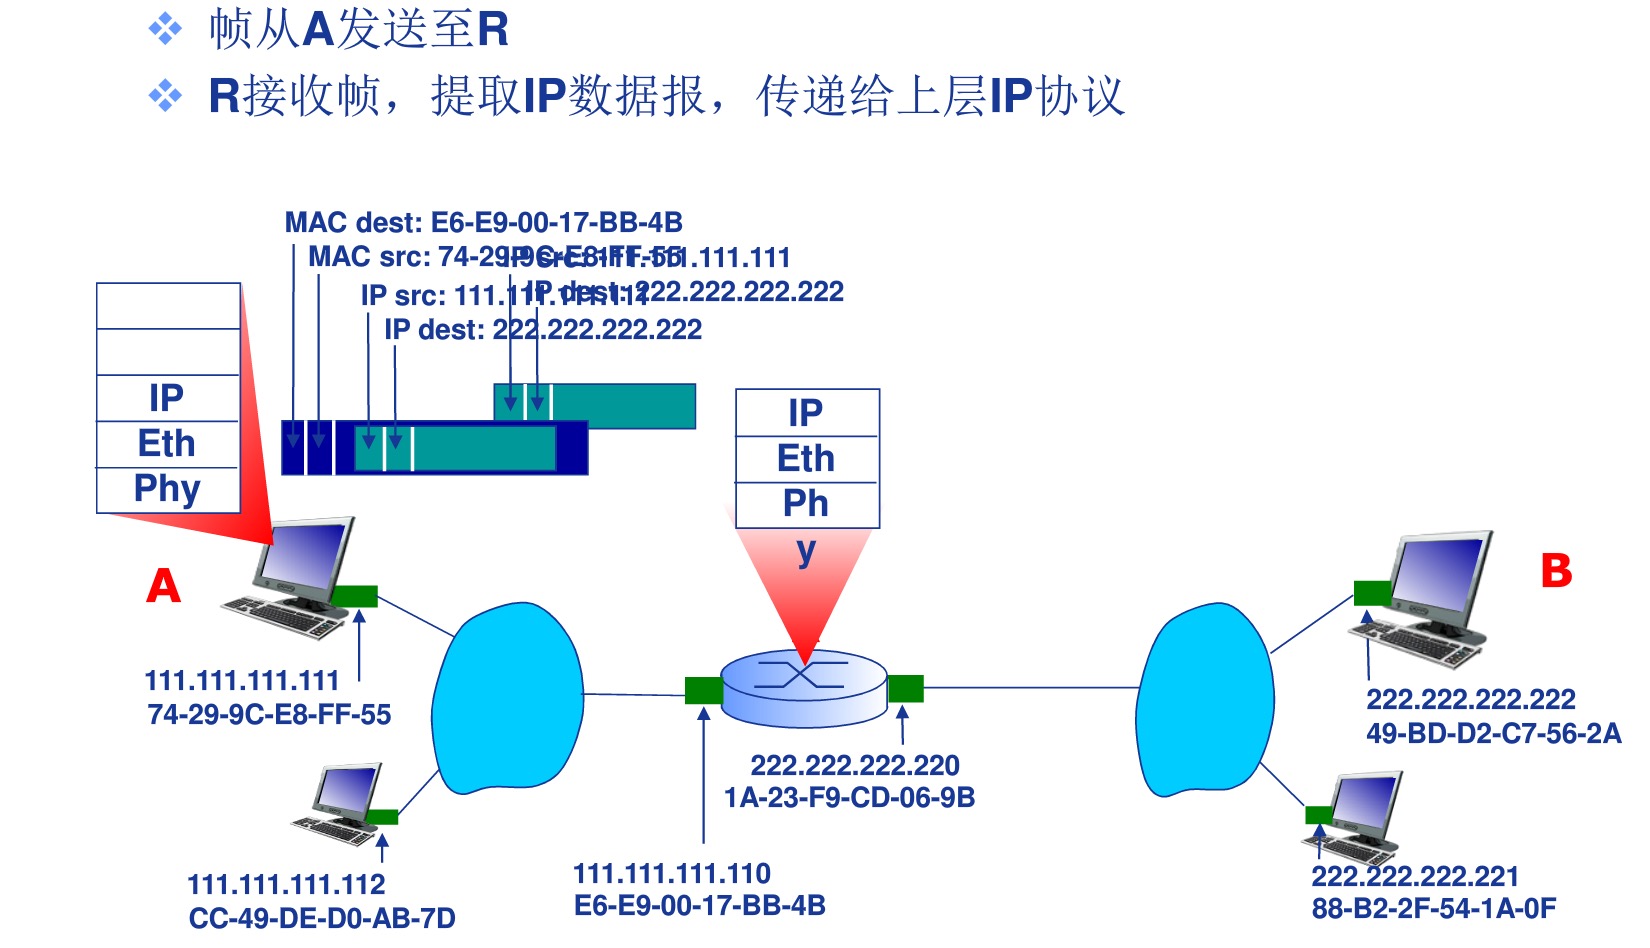 帧从A发送至R
R接收帧，提取IP数据报，传递给上层IP协议
MAC dest: E6-E9-00-17-BB-4B
MAC src: 74-29-9C-E8-FF-55
IP src: 111.111.111.111
IP dest: 222.222.222.222
IP src: 111.111.111.111
IP dest: 222.222.222.222
IP
Eth
Phy
IP
Eth
Ph
y
A
B
111.111.111.111
74-29-9C-E8-FF-55
222.222.222.222
49-BD-D2-C7-56-2A
222.222.222.220
1A-23-F9-CD-06-9B
111.111.111.112
CC-49-DE-D0-AB-7D
111.111.111.110
E6-E9-00-17-BB-4B
222.222.222.221
88-B2-2F-54-1A-0F